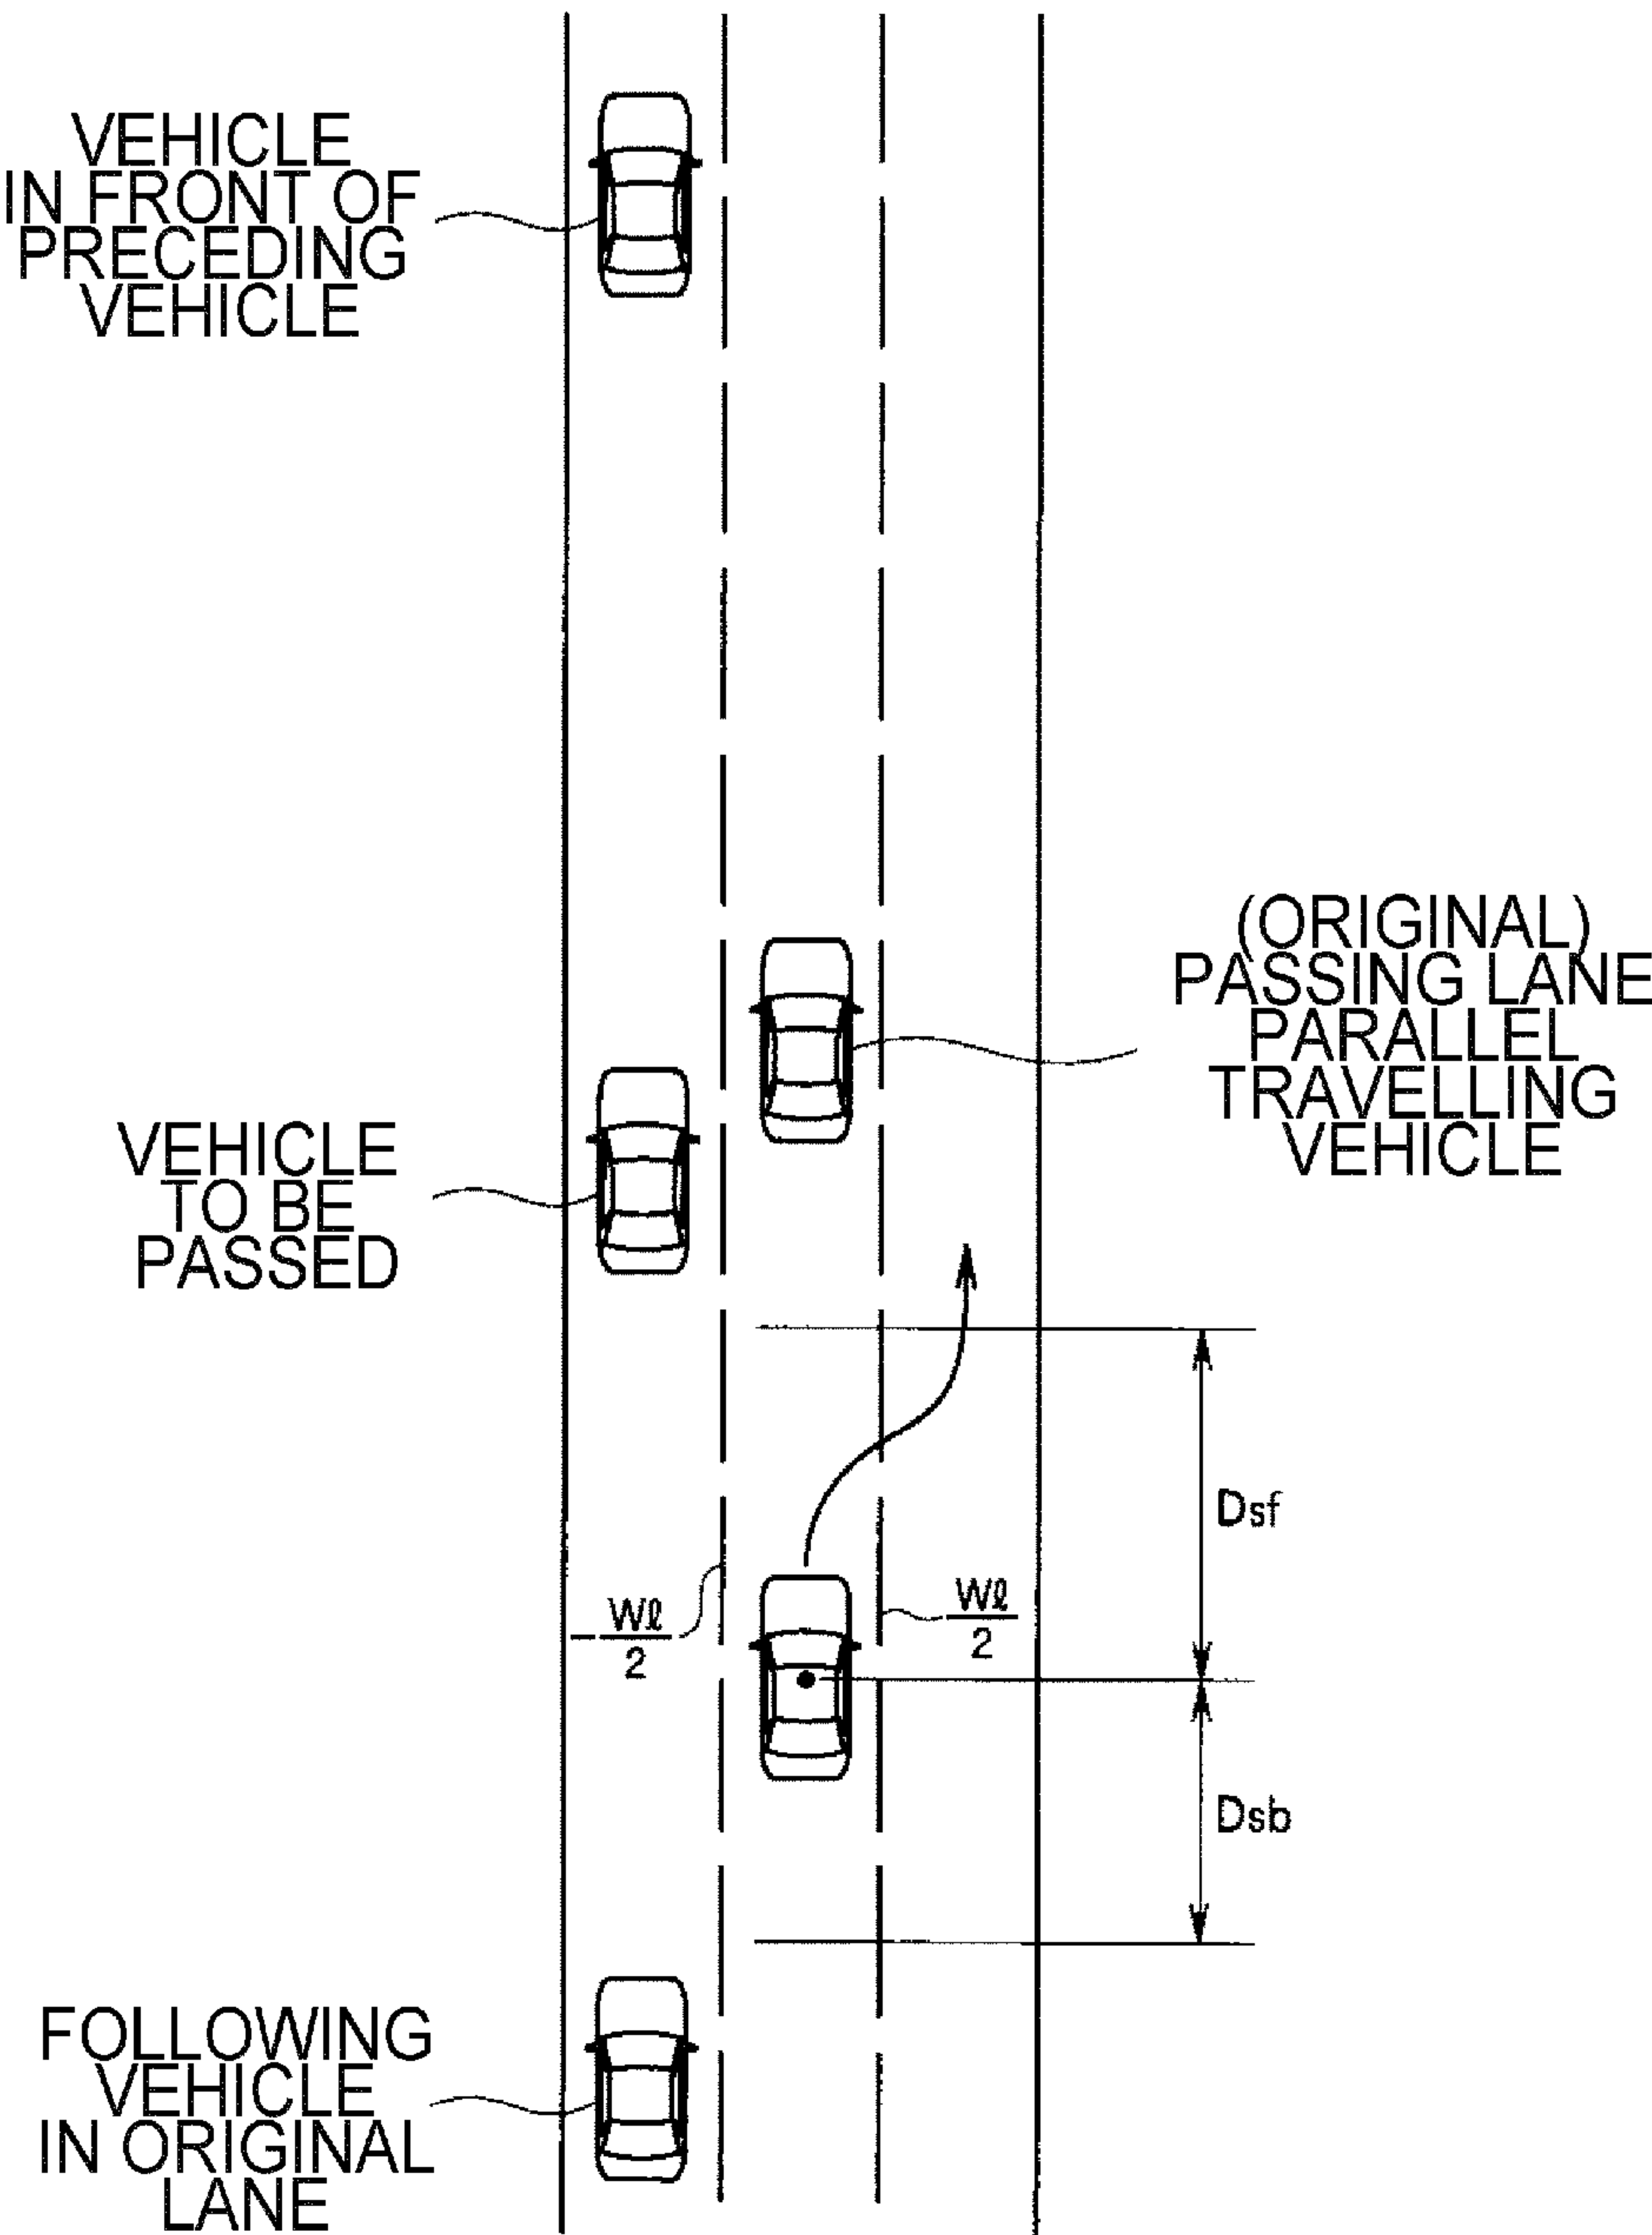 VEHICLE
IN FRONT OF
PRECEDING
VEHICLE
(ORIGINAL)
PASSING LANE
PARALLEL
TRAVELLING
VEHICLE
VEHICLE
TO BE
PASSED
Dsf
-Wℓ
2
Wℓ
2
Dsb
FOLLOWING
VEHICLE
IN ORIGINAL
LANE